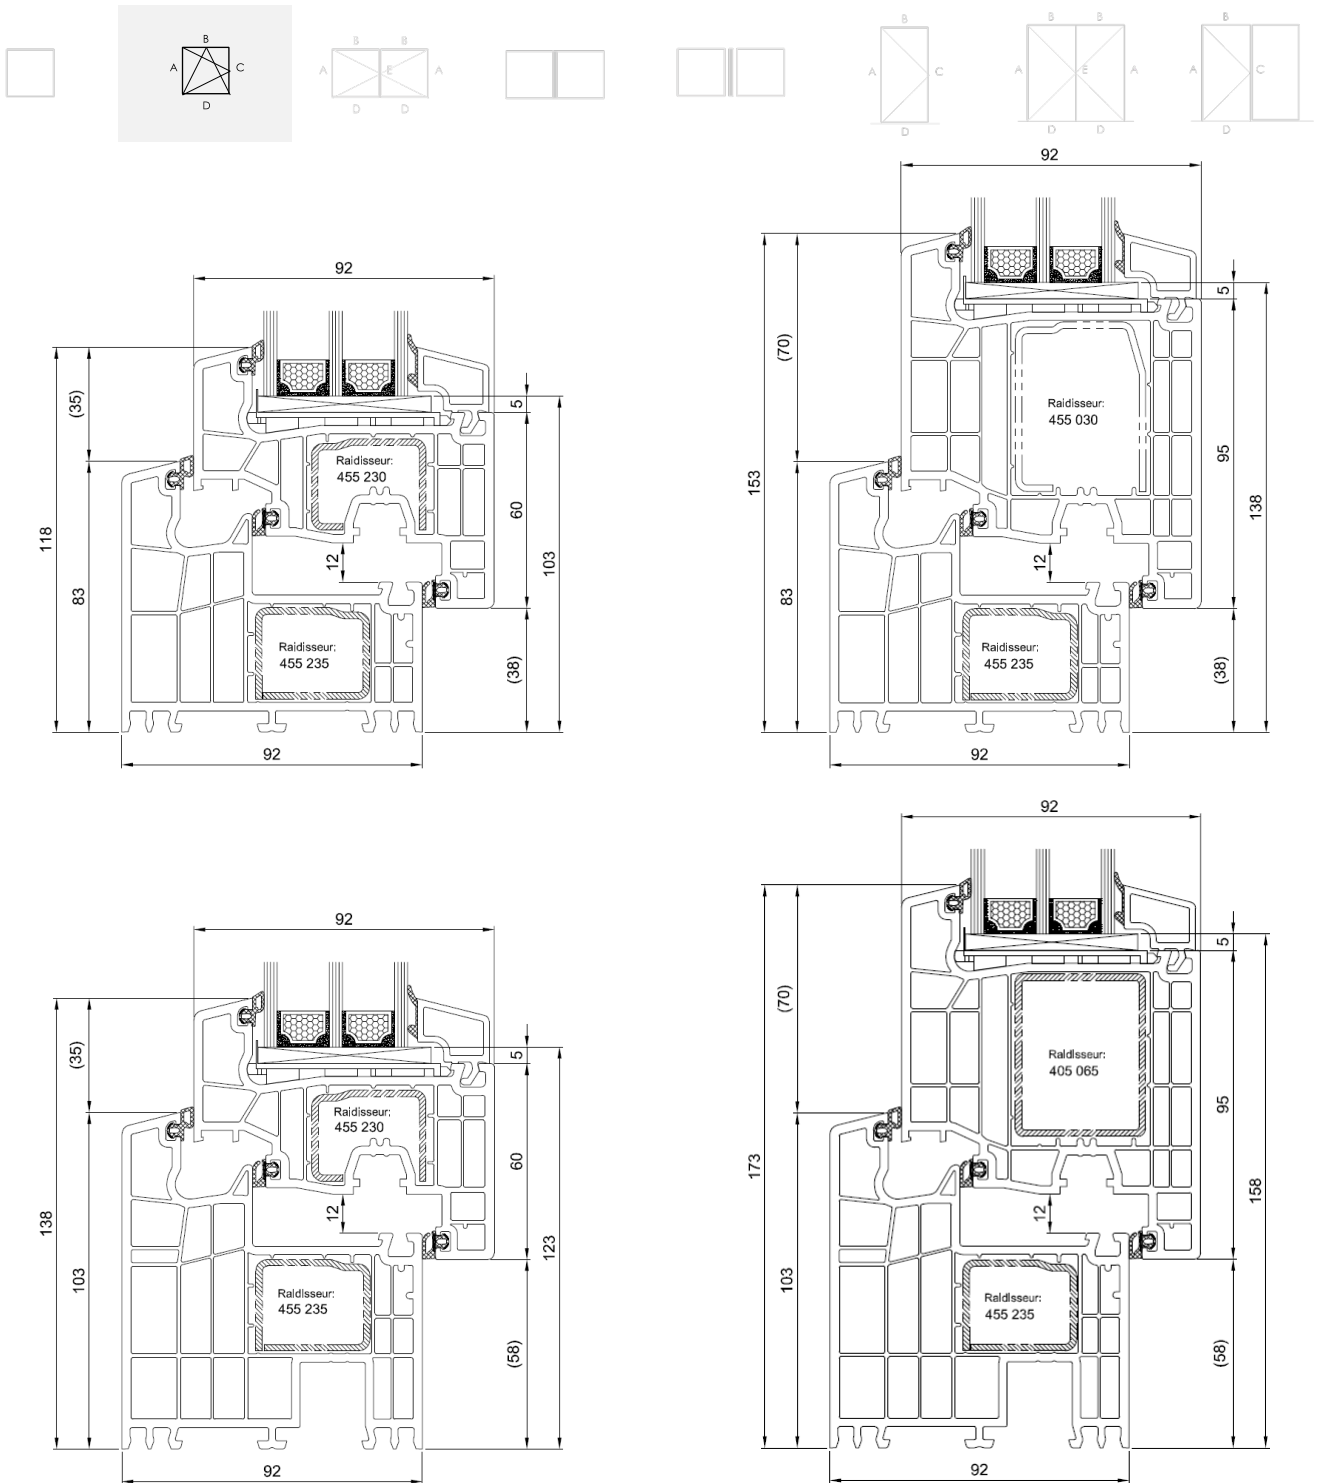 B
A
C
D
B
B
A
E
A
D
D
B
A
C
D
B
B
A
E
A
D
D
B
A
C
D
92
(35)
118
83
Raidisseur:
455 230
12
Raidisseur:
455 235
5
60
103
(38)
92
92
(70)
153
83
Raidisseur:
455 030
12
Raidisseur:
455 235
5
95
138
(38)
92
92
(35)
138
103
Raidisseur:
455 230
12
Raidisseur:
455 235
5
60
123
(58)
92
92
(70)
173
103
Raidisseur:
405 065
12
Raidisseur:
455 235
5
95
158
(58)
92